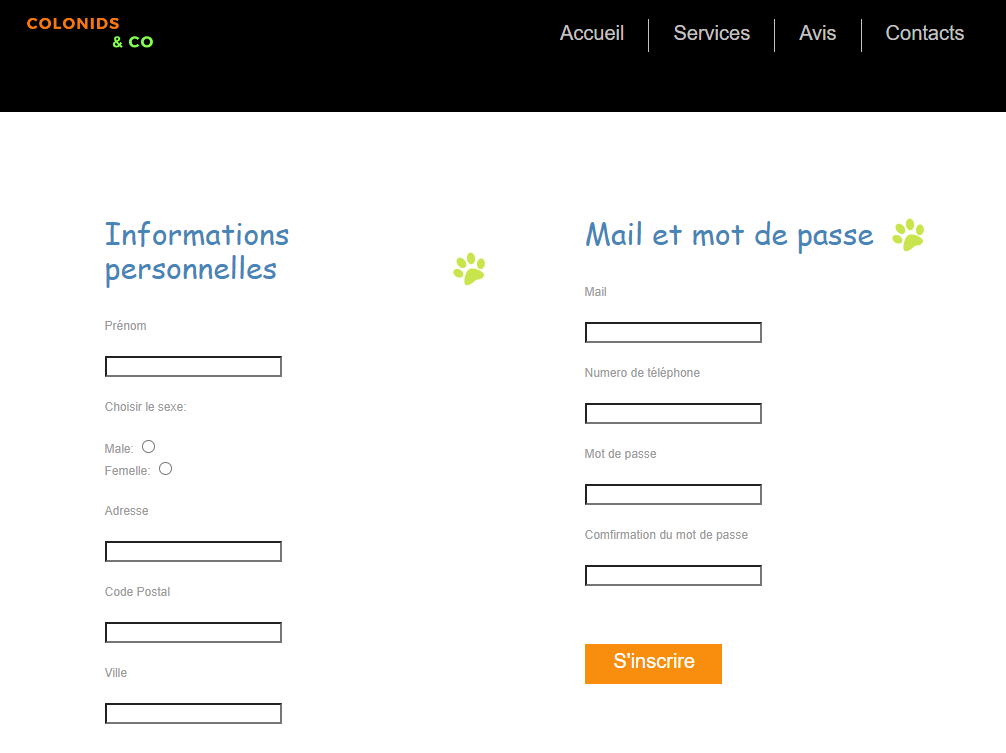 COLONIDS
& CO
Accueil
Services
Avis
Contacts
Informations
personnelles
Prénom
Choisir le sexe:
Male:
Femelle:
Adresse
Code Postal
Ville
Mail et mot de passe
Mail
Numero de téléphone
Mot de passe
Comfirmation du mot de passe
S'inscrire